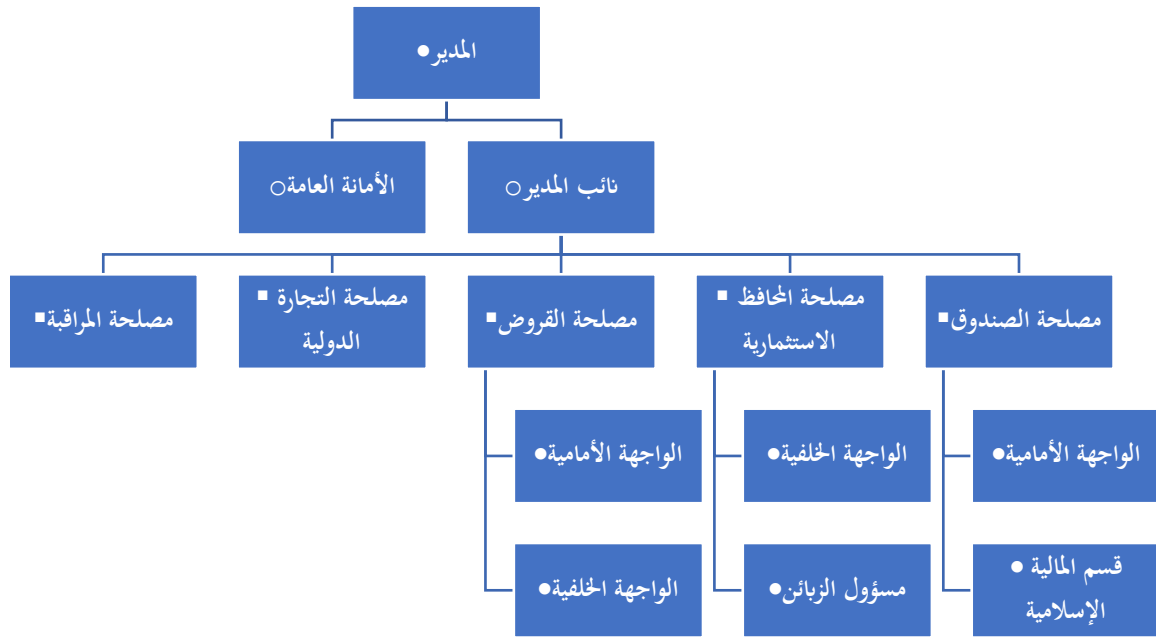 المدير
نائب المدير
الأمانة العامة
مصلحة الصندوق
مصلحة المحافظ
الاستثمارية
مصلحة القروض
مصلحة التجارة
الدولية
مصلحة المراقبة
الواجهة الأمامية
الواجهة الخلفية
الواجهة الأمامية
قسم المالية
الإسلامية
مسؤول الزبائن
الواجهة الخلفية